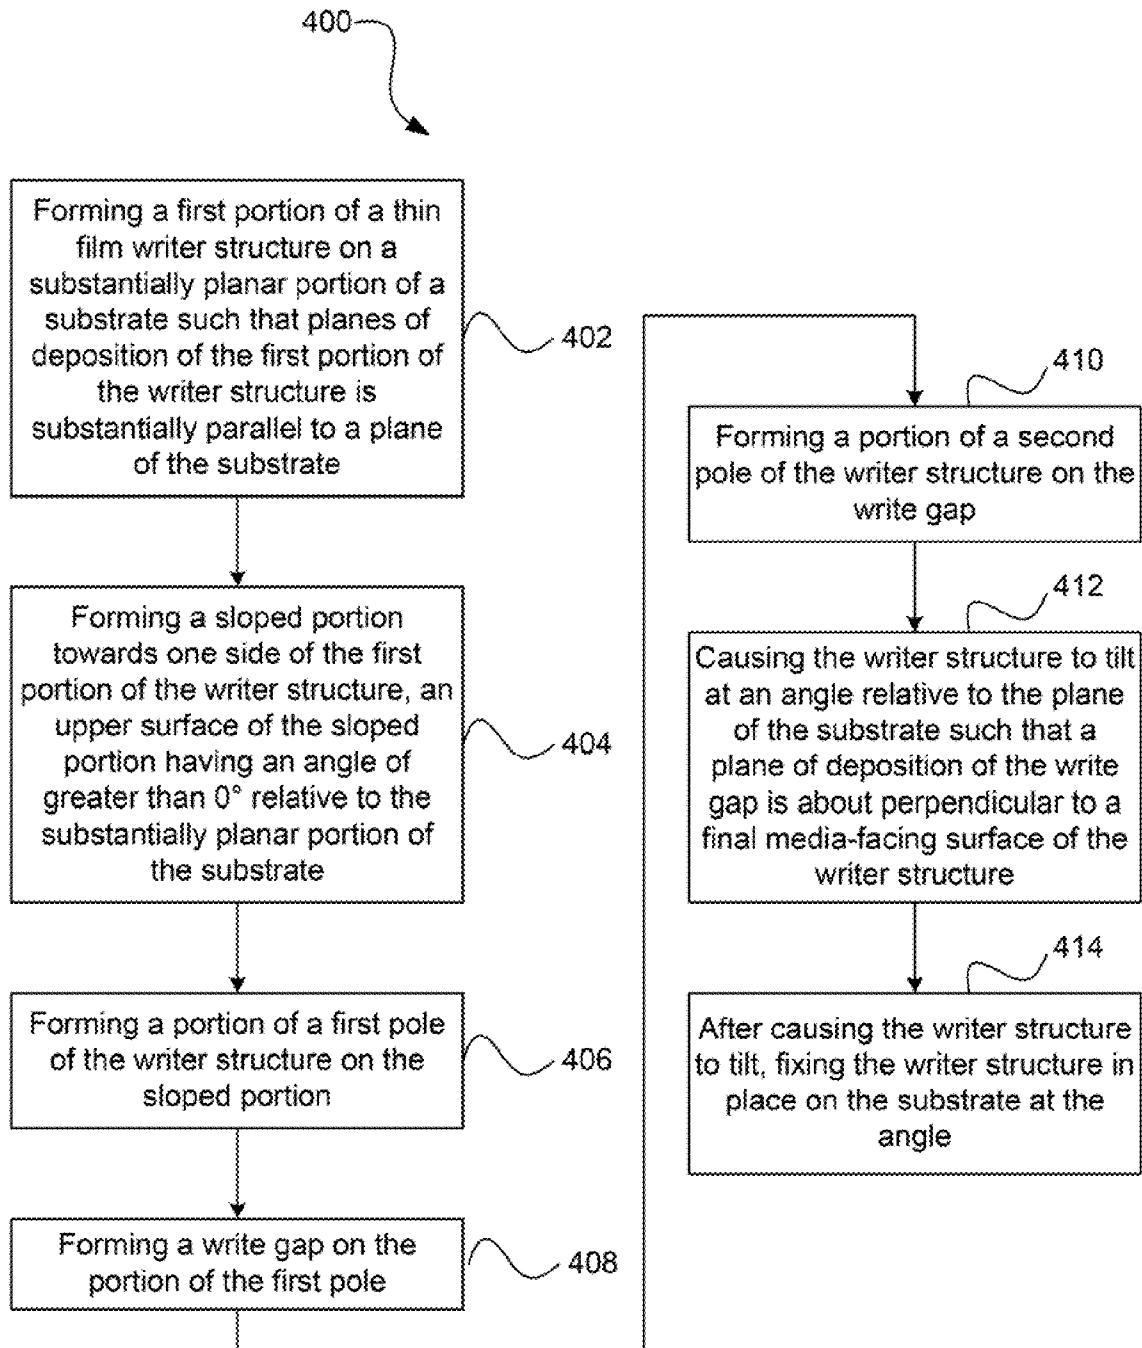 400
Forming a first portion of a thin
film writer structure on a
substantially planar portion of a
substrate such that planes of
deposition of the first portion of
the writer structure is
substantially parallel to a plane
of the substrate
402
Forming a sloped portion
towards one side of the first
portion of the writer structure, an
upper surface of the sloped
portion having an angle of
greater than 0° relative to the
substantially planar portion of
the substrate
404
Forming a portion of a first pole
of the writer structure on the
sloped portion
406
Forming a write gap on the
portion of the first pole
408
410
Forming a portion of a second
pole of the writer structure on the
write gap
412
Causing the writer structure to tilt
at an angle relative to the plane
of the substrate such that a
plane of deposition of the write
gap is about perpendicular to a
final media-facing surface of the
writer structure
414
After causing the writer structure
to tilt, fixing the writer structure in
place on the substrate at the
angle